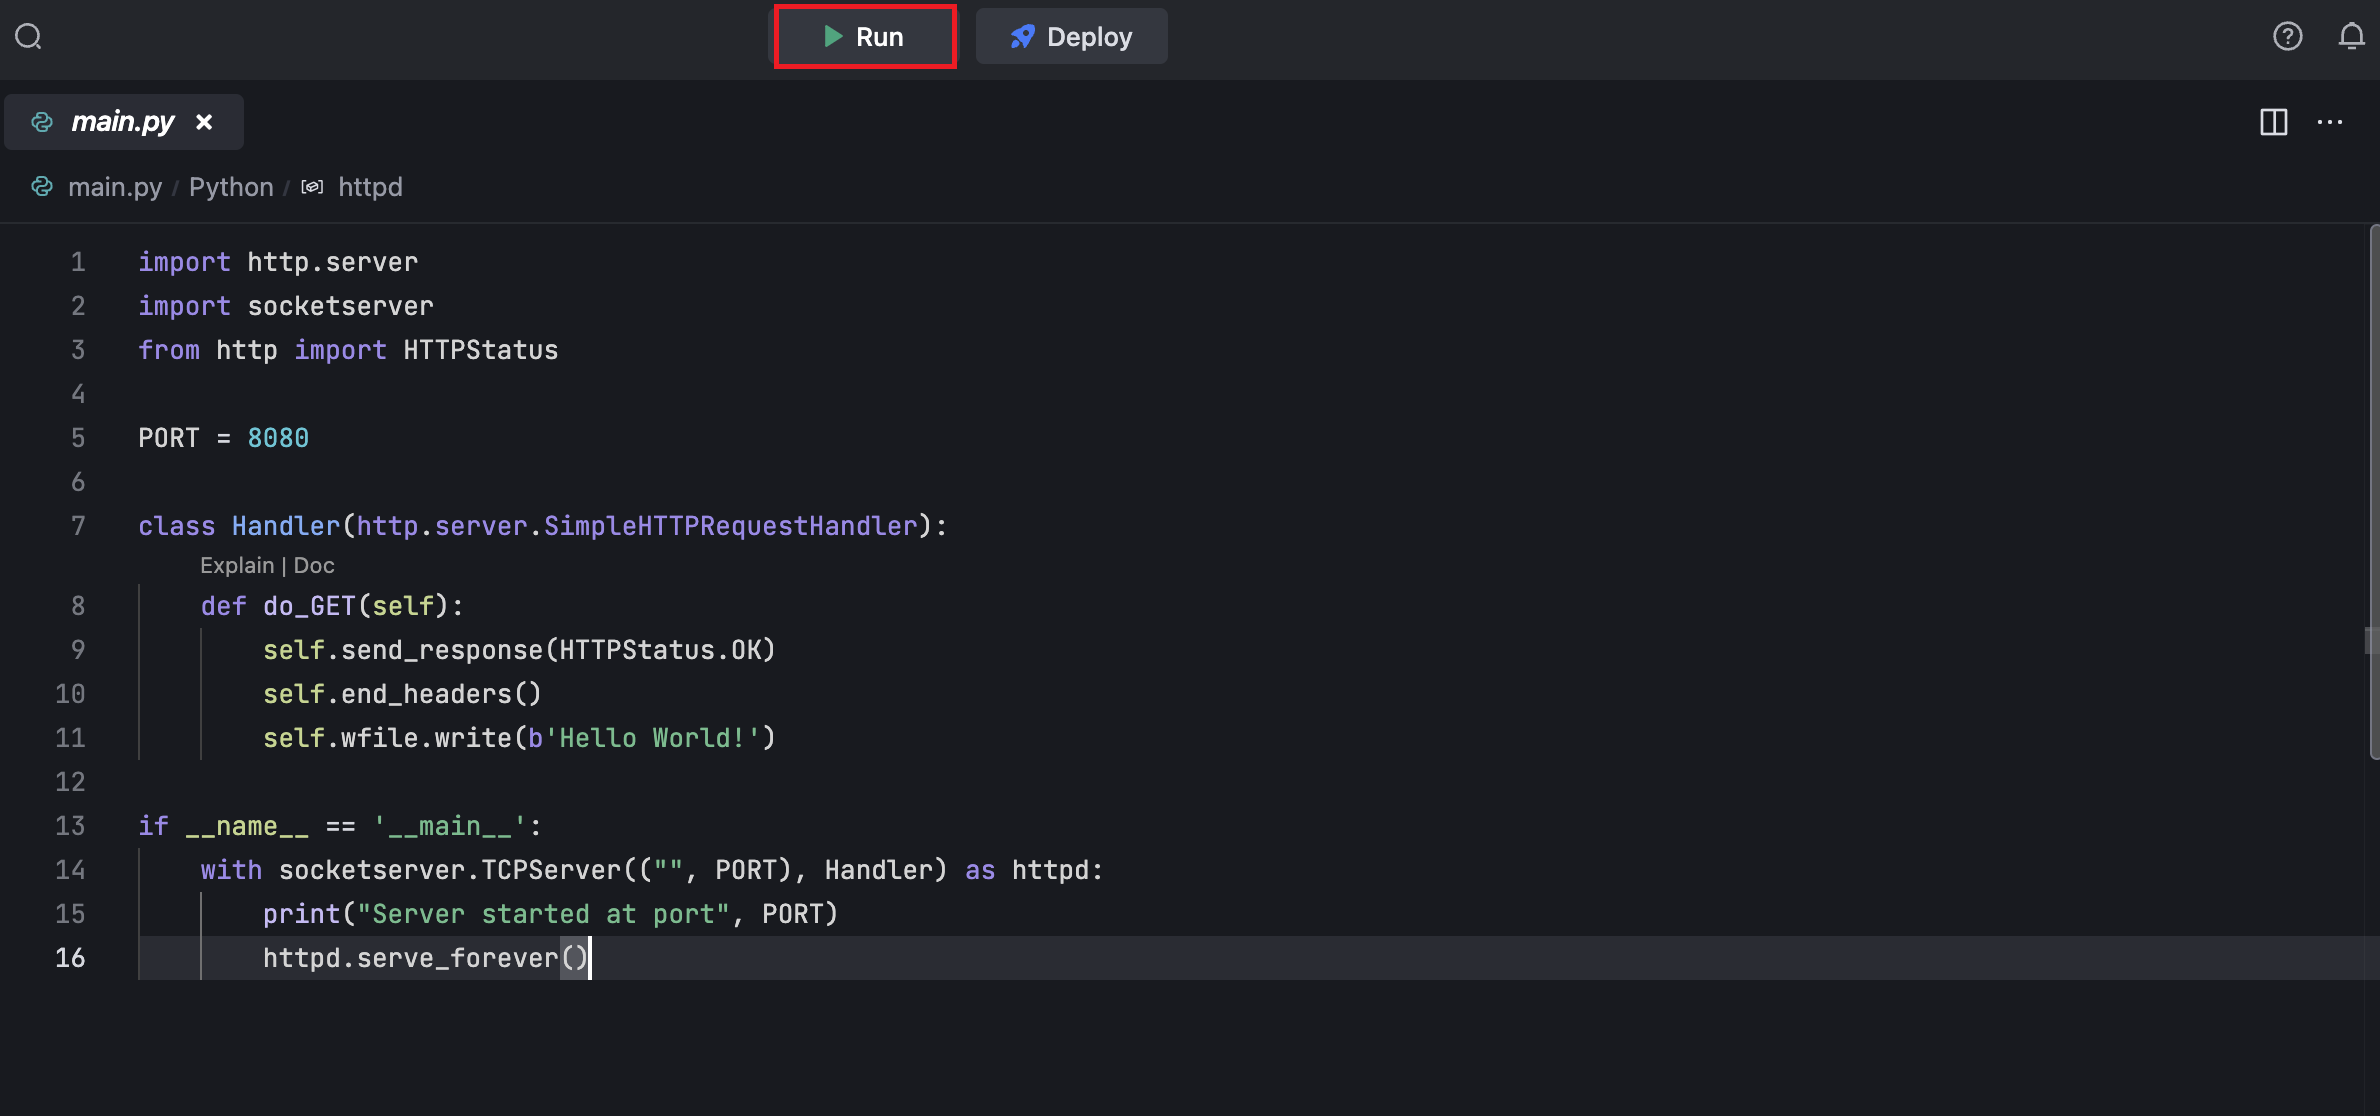 Run
Deploy
main.py
main.py / Python / httpd
1 import http.server
2 import socketserver
3 from http import HTTPStatus
4
5 PORT = 8080
6
7 class Handler(http.server.SimpleHTTPRequestHandler):
Explain | Doc
8     def do_GET(self):
9         self.send_response(HTTPStatus.OK)
10         self.end_headers()
11         self.wfile.write(b'Hello World!')
12
13 if __name__ == '__main__':
14     with socketserver.TCPServer(("", PORT), Handler) as httpd:
15         print("Server started at port", PORT)
16         httpd.serve_forever()